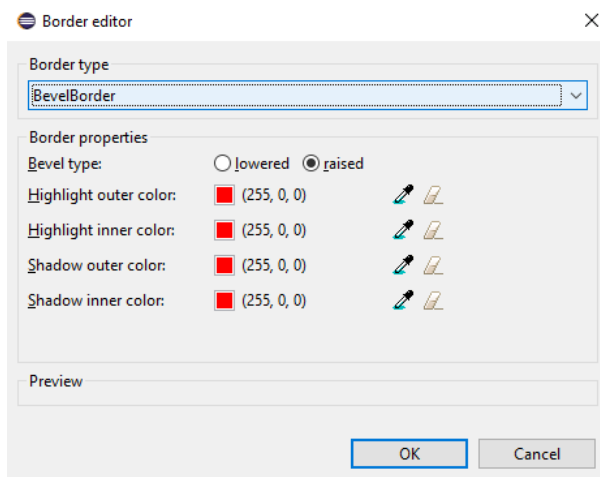 Border editor
Border type
BevelBorder
Border properties
Bevel type: lowered raised
Highlight outer color: (255, 0, 0)
Highlight inner color: (255, 0, 0)
Shadow outer color: (255, 0, 0)
Shadow inner color: (255, 0, 0)
Preview
OK Cancel